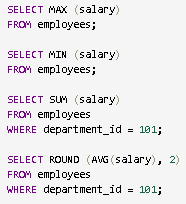 SELECT MAX (salary)
FROM employees;
SELECT MIN (salary)
FROM employees;
SELECT SUM (salary)
FROM employees
WHERE department_id = 101;
SELECT ROUND (AVG(salary), 2)
FROM employees
WHERE department_id = 101;